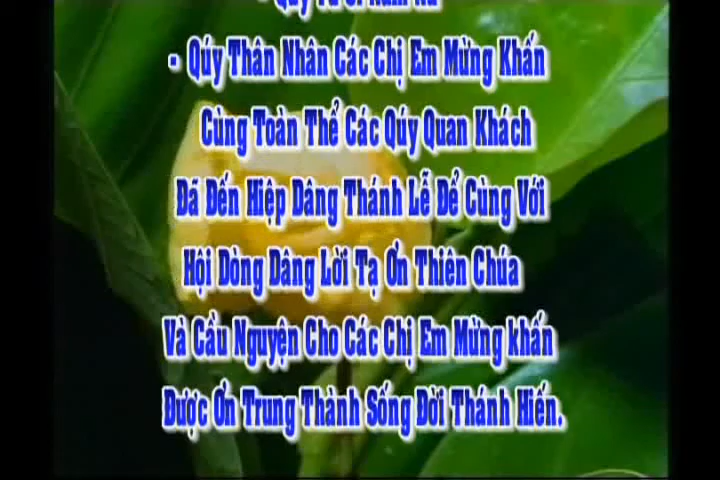 - Qúy Thân Nhân Các Chị Em Mừng Khấn
Cùng Toàn Thể Các Qúy Quan Khách
Đã Đến Hiệp Dâng Thánh Lễ Để Cùng Với
Hội Dòng Dâng Lời Tạ Ơn Thiên Chúa
Và Cầu Nguyện Cho Các Chị Em Mừng khấn
Được Ơn Trung Thành Sống Đời Thánh Hiến.